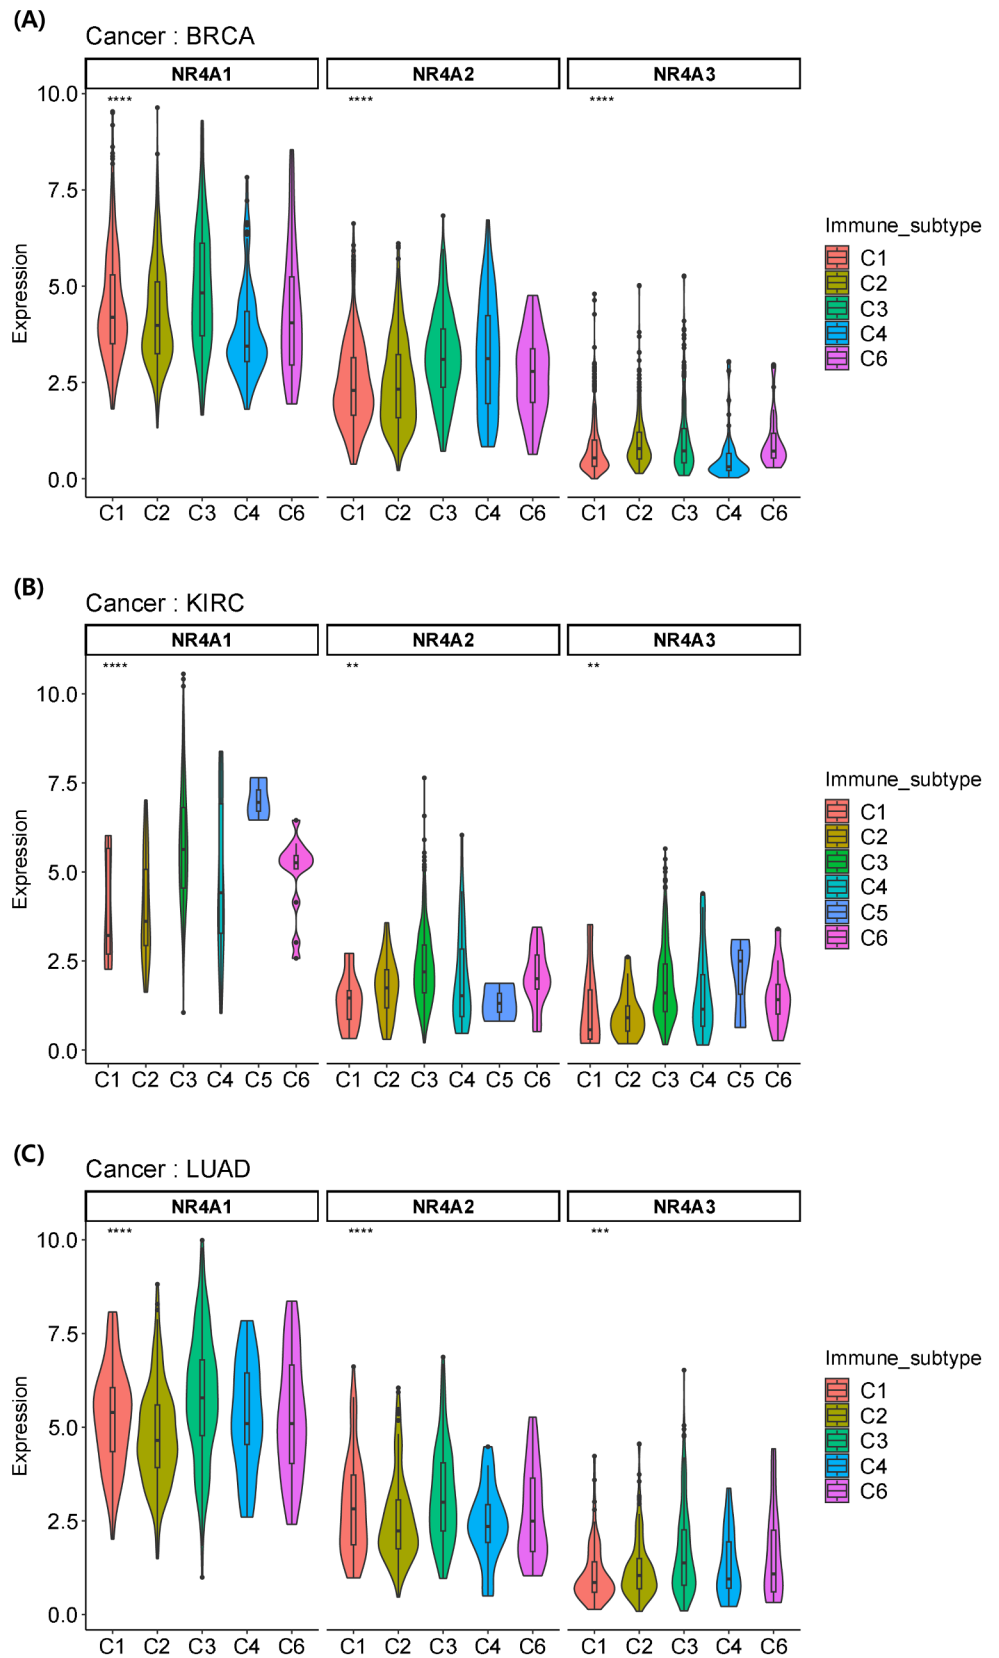 (A)
Cancer : BRCA
NR4A1 NR4A2 NR4A3
**** **** ****
10.0
7.5
5.0
2.5
0.0
Expression
C1 C2 C3 C4 C6 C1 C2 C3 C4 C6 C1 C2 C3 C4 C6
Immune_subtype
C1
C2
C3
C4
C6
(B)
Cancer : KIRC
NR4A1 NR4A2 NR4A3
**** ** **
10.0
7.5
5.0
2.5
0.0
Expression
C1 C2 C3 C4 C5 C6 C1 C2 C3 C4 C5 C6 C1 C2 C3 C4 C5 C6
Immune_subtype
C1
C2
C3
C4
C5
C6
(C)
Cancer : LUAD
NR4A1 NR4A2 NR4A3
**** **** ***
10.0
7.5
5.0
2.5
0.0
Expression
C1 C2 C3 C4 C6 C1 C2 C3 C4 C6 C1 C2 C3 C4 C6
Immune_subtype
C1
C2
C3
C4
C6